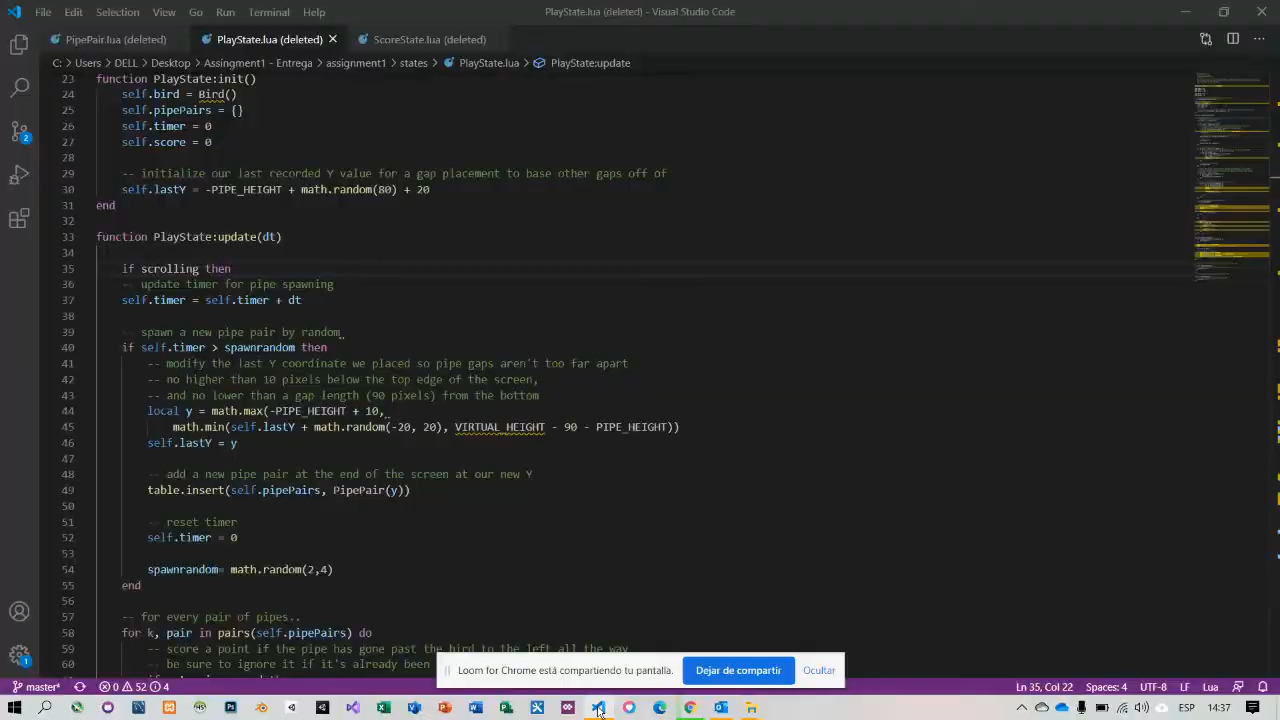 File Edit Selection View Go Run Terminal Help
PlayState.lua (deleted) - Visual Studio Code
PipePair.lua (deleted) PlayState.lua (deleted) ScoreState.lua (deleted)
C: > Users > DELL > Desktop > Assingment1 - Entrega > assignment1 > states > PlayState.lua > PlayState:update
23 function PlayState:init()
24 self.bird = Bird()
25 self.pipePairs = {}
26 self.timer = 0
27 self.score = 0
28
29 -- initialize our last recorded Y value for a gap placement to base other gaps off of
30 self.lastY = -PIPE_HEIGHT + math.random(80) + 20
31 end
32
33 function PlayState:update(dt)
34
35 if scrolling then
36 -- update timer for pipe spawning
37 self.timer = self.timer + dt
38
39 -- spawn a new pipe pair by random
40 if self.timer > spawnrandom then
41 -- modify the last Y coordinate we placed so pipe gaps aren't too far apart
42 -- no higher than 10 pixels below the top edge of the screen,
43 -- and no lower than a gap length (90 pixels) from the bottom
44 local y = math.max(-PIPE_HEIGHT + 10,
45 math.min(self.lastY + math.random(-20, 20), VIRTUAL_HEIGHT - 90 - PIPE_HEIGHT))
46 self.lastY = y
47
48 -- add a new pipe pair at the end of the screen at our new Y
49 table.insert(self.pipePairs, PipePair(y))
50
51 -- reset timer
52 self.timer = 0
53
54 spawnrandom= math.random(2,4)
55 end
56
57 -- for every pair of pipes..
58 for k, pair in pairs(self.pipePairs) do
59 -- score a point if the pipe has gone past the bird to the left all the way
60 -- be sure to ignore it if it's already been
Loom for Chrome está compartiendo tu pantalla. Dejar de compartir Ocultar
2
1
master* 0 52 4 Ln 35, Col 22 Spaces: 4 UTF-8 LF Lua
ESP 14:37